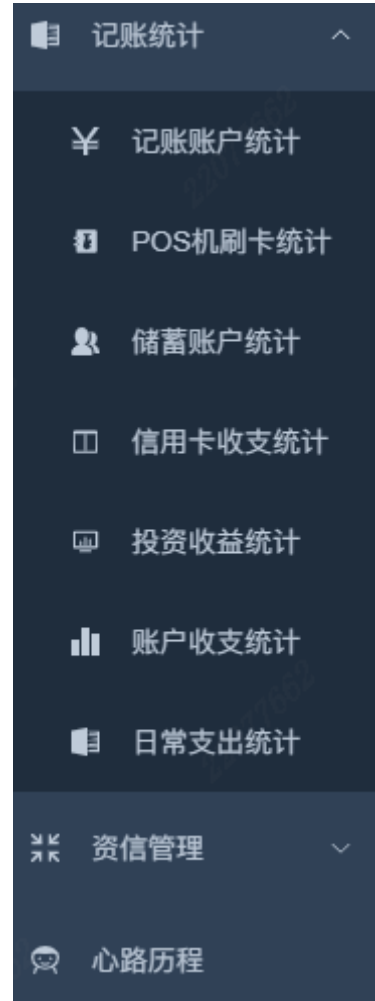 记账统计
记账账户统计
POS机刷卡统计
储蓄账户统计
信用卡收支统计
投资收益统计
账户收支统计
日常支出统计
资信管理
心路历程